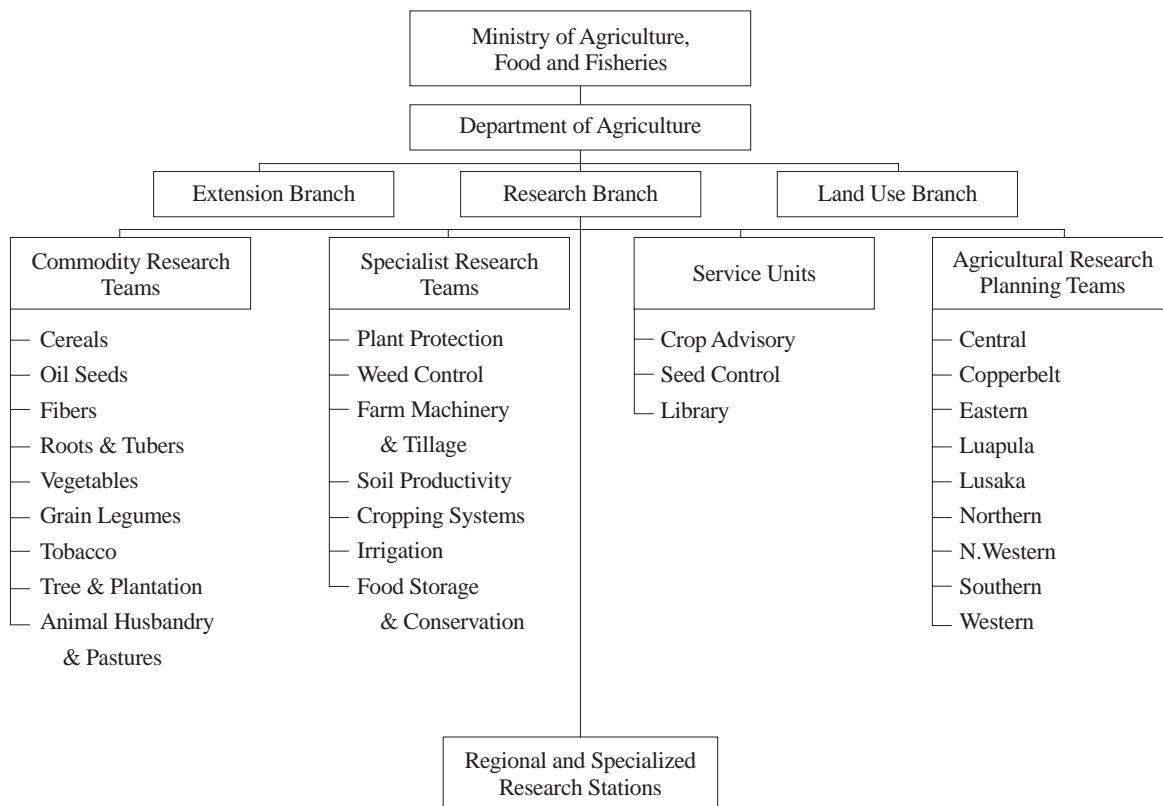 Ministry of Agriculture,
Food and Fisheries
Department of Agriculture
Extension Branch
Research Branch
Land Use Branch
Commodity Research
Teams
Cereals
Oil Seeds
Fibers
Roots & Tubers
Vegetables
Grain Legumes
Tobacco
Tree & Plantation
Animal Husbandry
& Pastures
Specialist Research
Teams
Plant Protection
Weed Control
Farm Machinery
& Tillage
Soil Productivity
Cropping Systems
Irrigation
Food Storage
& Conservation
Service Units
Crop Advisory
Seed Control
Library
Agricultural Research
Planning Teams
Central
Copperbelt
Eastern
Luapula
Lusaka
Northern
N.Western
Southern
Western
Regional and Specialized
Research Stations